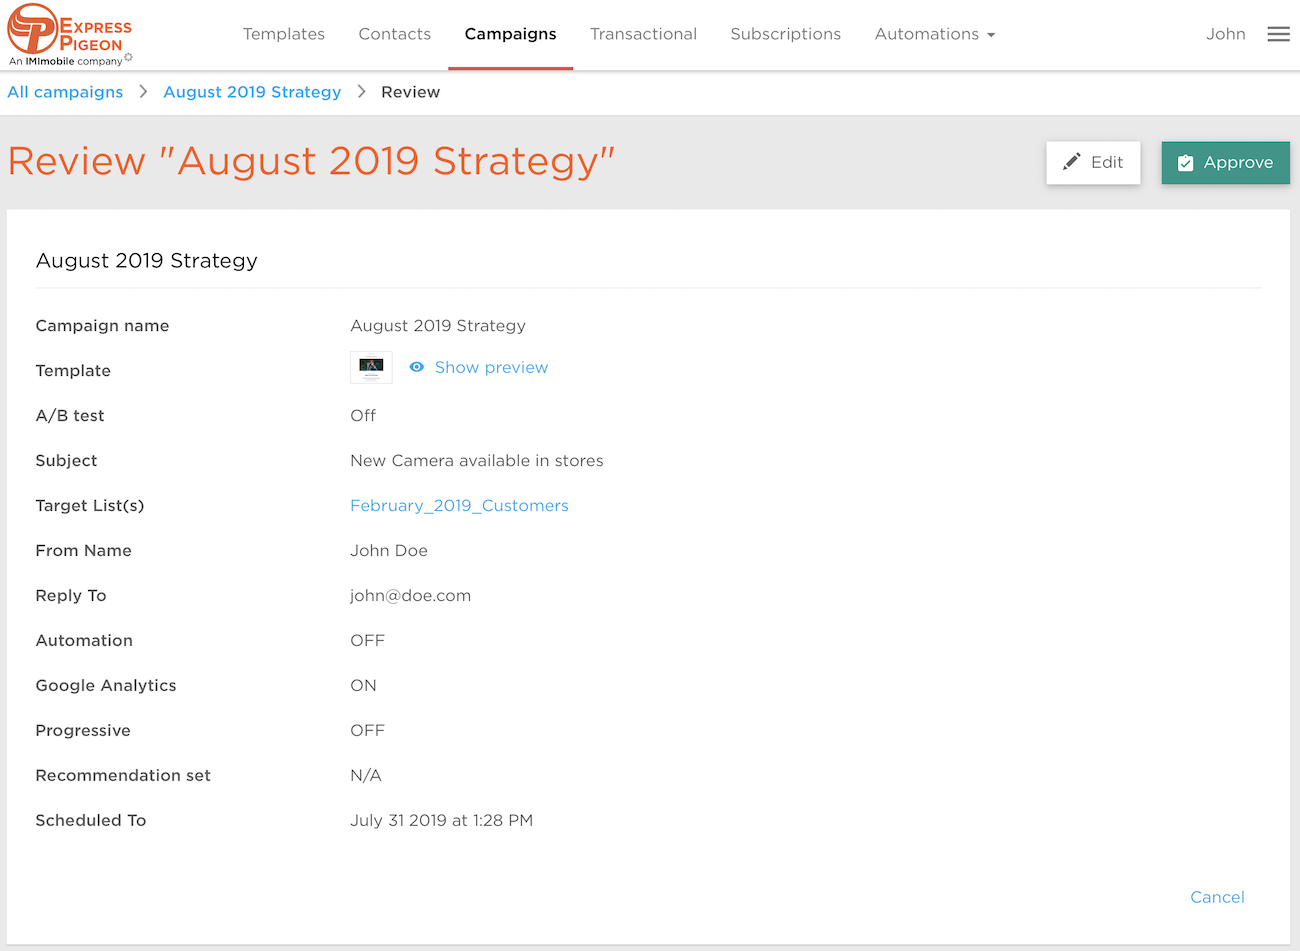 EXPRESS
PIGEON
An IMImobile company
Templates Contacts Campaigns Transactional Subscriptions Automations John
All campaigns August 2019 Strategy Review
Review "August 2019 Strategy"
Edit Approve
August 2019 Strategy
Campaign name August 2019 Strategy
Template Show preview
A/B test Off
Subject New Camera available in stores
Target List(s) February_2019_Customers
From Name John Doe
Reply To john@doe.com
Automation OFF
Google Analytics ON
Progressive OFF
Recommendation set N/A
Scheduled To July 31 2019 at 1:28 PM
Cancel